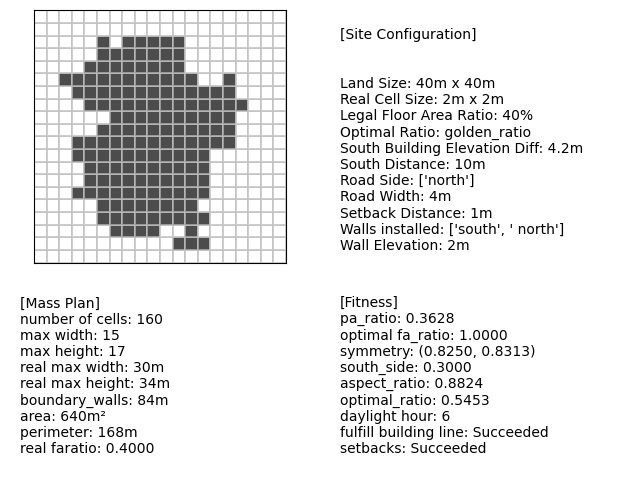 [Site Configuration]
Land Size: 40m x 40m
Real Cell Size: 2m x 2m
Legal Floor Area Ratio: 40%
Optimal Ratio: golden_ratio
South Building Elevation Diff: 4.2m
South Distance: 10m
Road Side: ['north']
Road Width: 4m
Setback Distance: 1m
Walls installed: ['south', ' north']
Wall Elevation: 2m
[Mass Plan]
number of cells: 160
max width: 15
max height: 17
real max width: 30m
real max height: 34m
boundary_walls: 84m
area: 640m²
perimeter: 168m
real faratio: 0.4000
[Fitness]
pa_ratio: 0.3628
optimal fa_ratio: 1.0000
symmetry: (0.8250, 0.8313)
south_side: 0.3000
aspect_ratio: 0.8824
optimal_ratio: 0.5453
daylight hour: 6
fulfill building line: Succeeded
setbacks: Succeeded